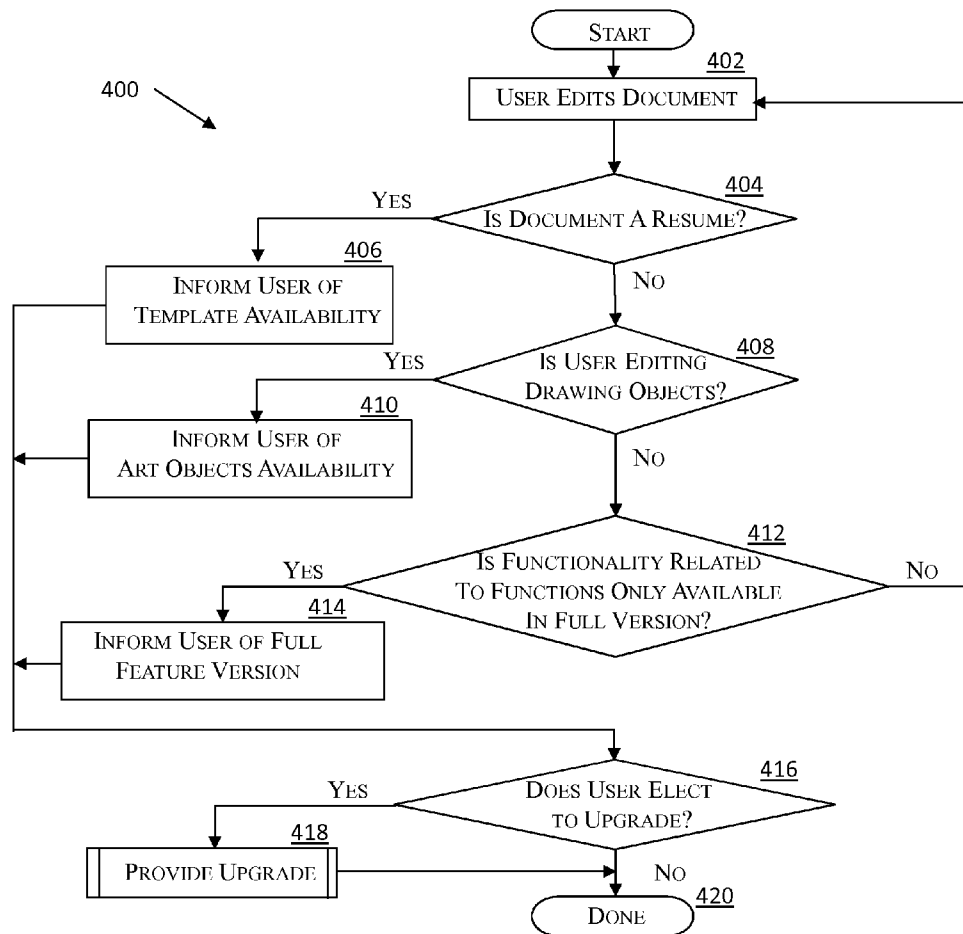 START
402
USER EDITS DOCUMENT
400
404
YES
IS DOCUMENT A RESUME?
406
NO
INFORM USER OF
TEMPLATE AVAILABILITY
408
YES
IS USER EDITING
DRAWING OBJECTS?
410
INFORM USER OF
ART OBJECTS AVAILABILITY
NO
412
YES
IS FUNCTIONALITY RELATED
TO FUNCTIONS ONLY AVAILABLE
IN FULL VERSION?
NO
414
INFORM USER OF FULL
FEATURE VERSION
416
YES
DOES USER ELECT
TO UPGRADE?
418
PROVIDE UPGRADE
NO
420
DONE